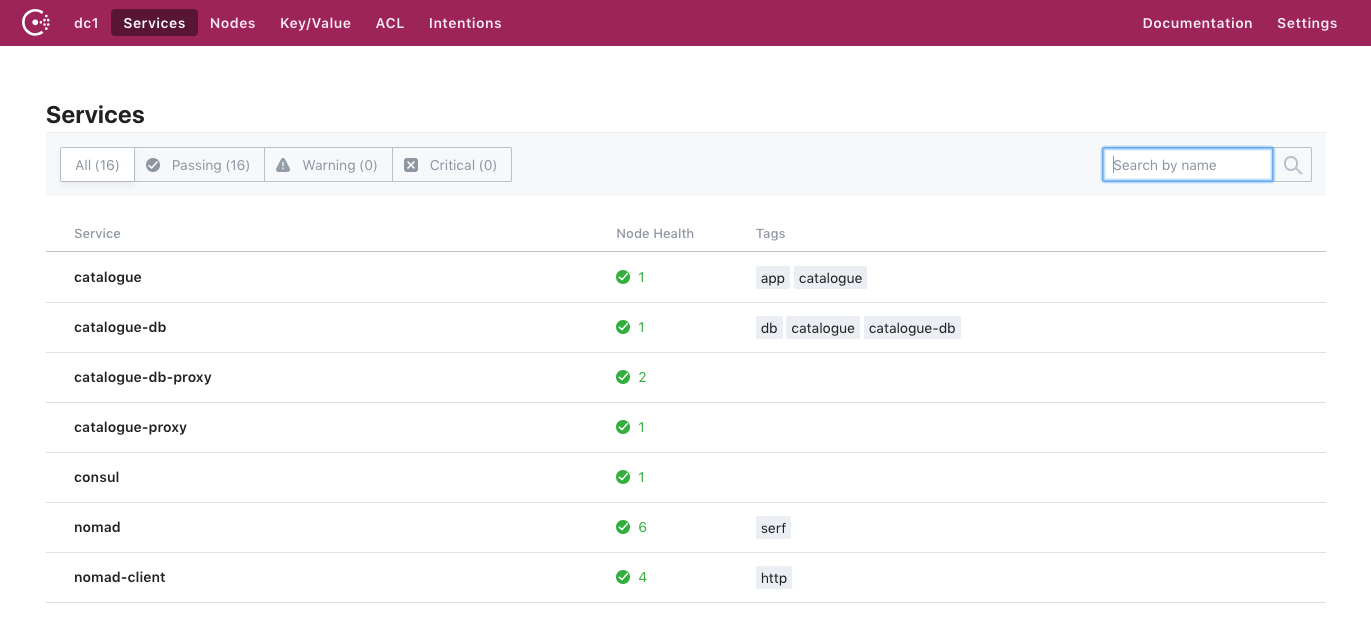 dc1 Services Nodes Key/Value ACL Intentions Documentation Settings
Services
All (16) Passing (16) Warning (0) Critical (0) Search by name
Service Node Health Tags
catalogue 1 app catalogue
catalogue-db 1 db catalogue catalogue-db
catalogue-db-proxy 2
catalogue-proxy 1
consul 1
nomad 6 serf
nomad-client 4 http